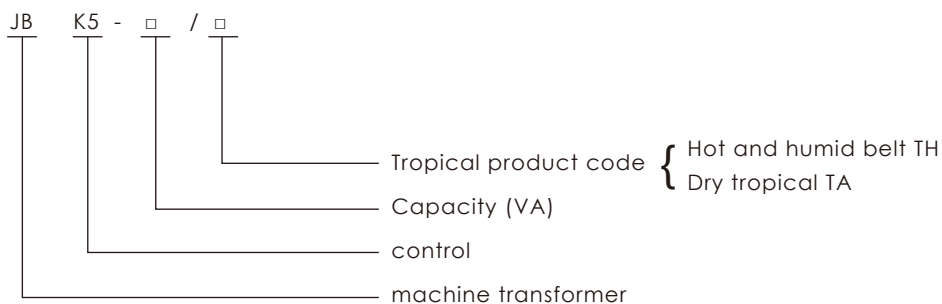 JB K5 - □ / □
Tropical product code { Hot and humid belt TH
Dry tropical TA
Capacity (VA)
control
machine transformer